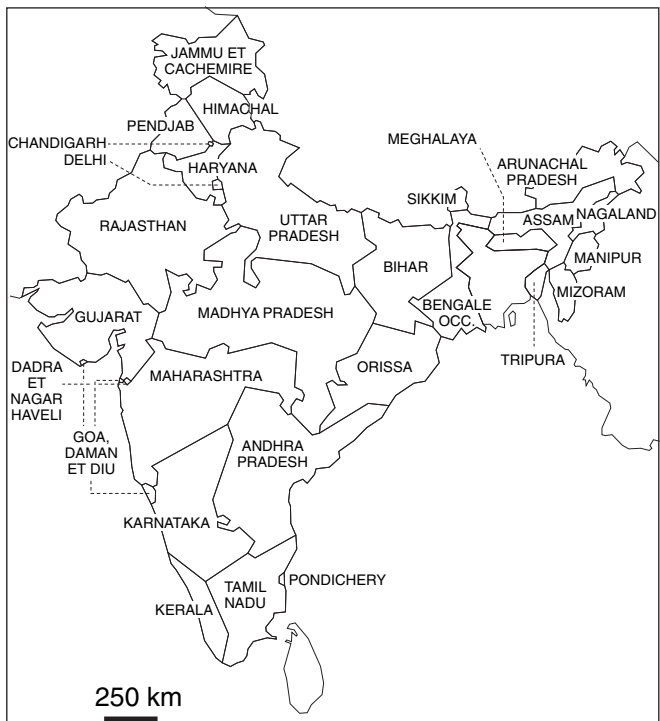 JAMMU ET
CACHEMIRE
HIMACHAL
PENDJAB
CHANDIGARH
DELHI
HARYANA
MEGHALAYA
ARUNACHAL
PRADESH
SIKKIM
ASSAM
NAGALAND
RAJASTHAN
UTTAR
PRADESH
BIHAR
MANIPUR
MIZORAM
GUJARAT
MADHYA PRADESH
BENGALE
OCC.
TRIPURA
DADRA
ET
NAGAR
HAVELI
MAHARASHTRA
ORISSA
GOA,
DAMAN
ET DIU
ANDHRA
PRADESH
KARNATAKA
TAMIL
NADU
PONDICHERY
KERALA
250 km